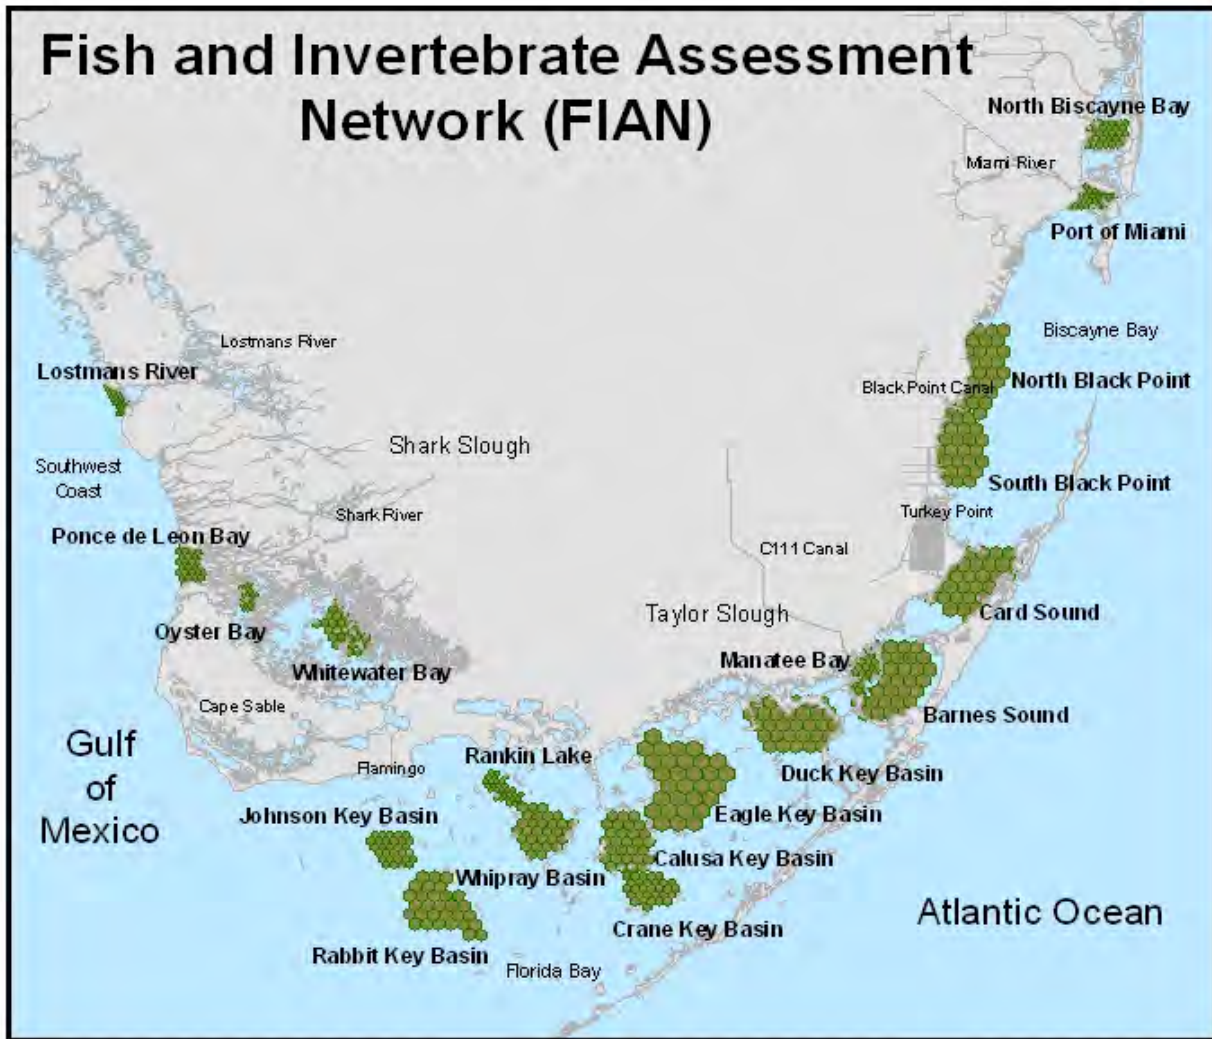 Fish and Invertebrate Assessment
Network (FIAN)
North Biscayne Bay
Miami River
Port of Miami
Biscayne Bay
Lostmans River
Lostmans River
Black Point Canal
North Black Point
Shark Slough
Southwest
Coast
South Black Point
Shark River
Turkey Point
Ponce de Leon Bay
C111 Canal
Taylor Slough
Card Sound
Oyster Bay
Whitewater Bay
Manatee Bay
Cape Sable
Barnes Sound
Gulf
of
Mexico
Flamingo
Rankin Lake
Duck Key Basin
Johnson Key Basin
Eagle Key Basin
Calusa Key Basin
Whipray Basin
Atlantic Ocean
Crane Key Basin
Rabbit Key Basin
Florida Bay